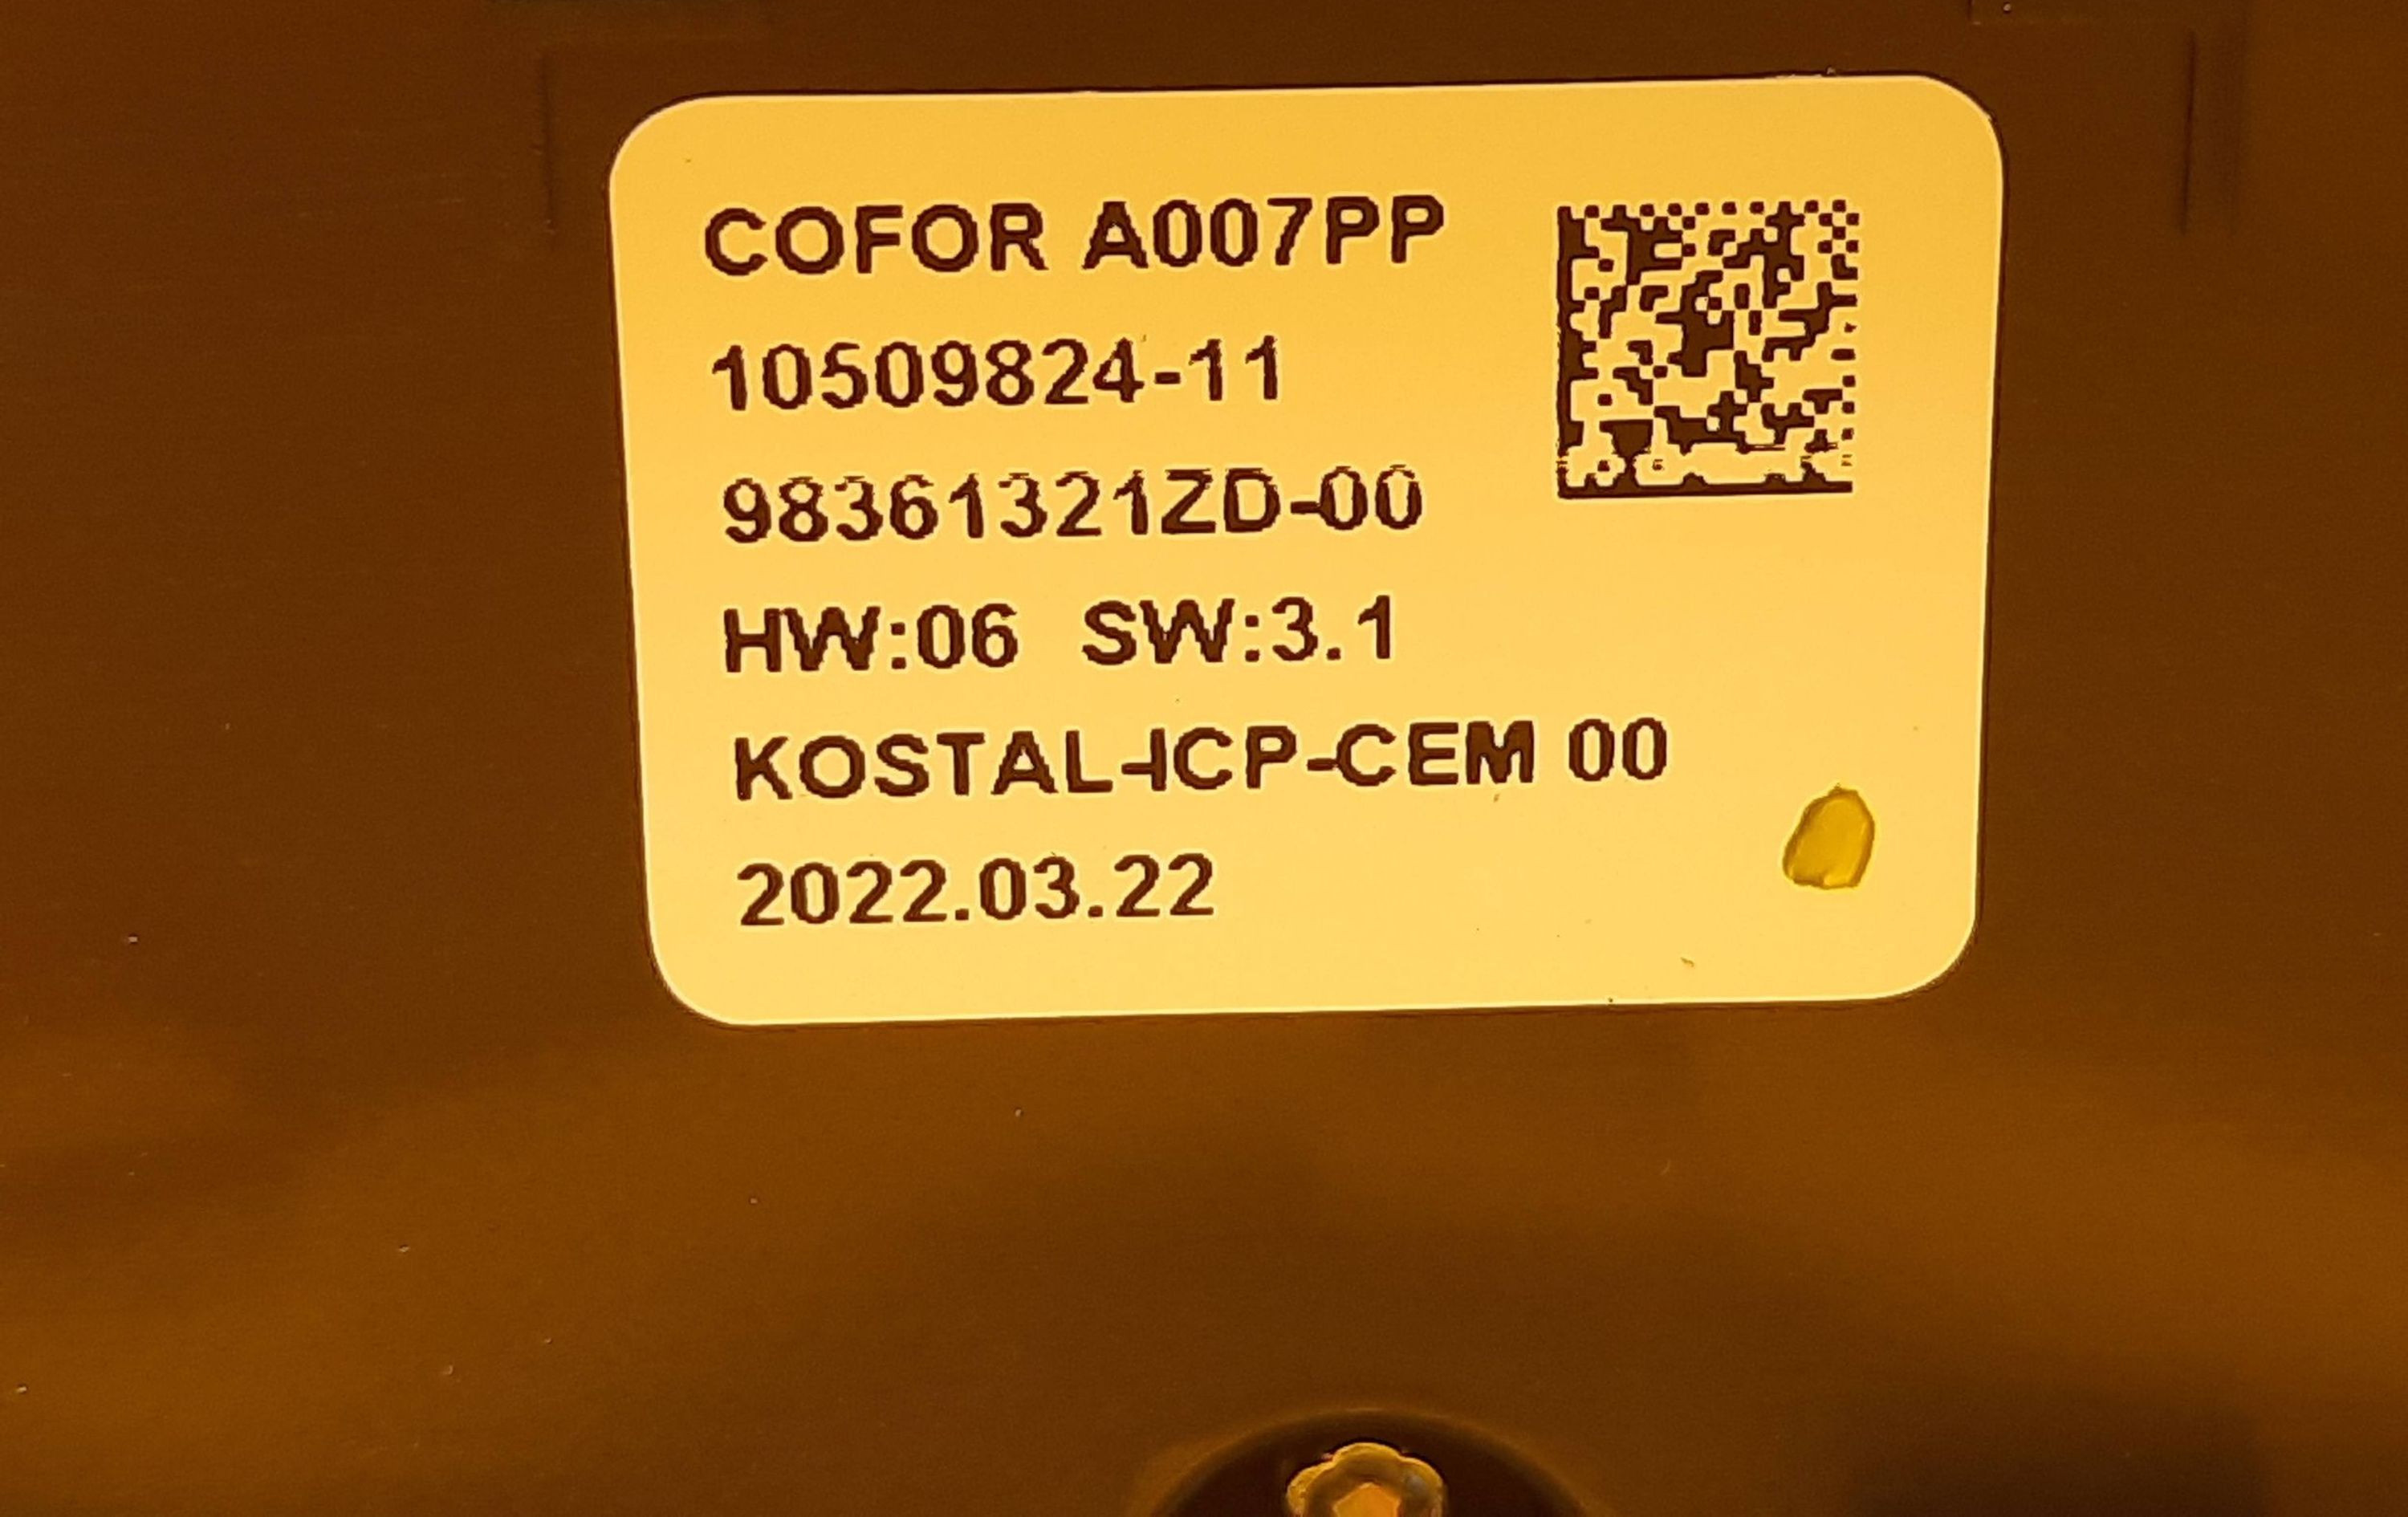 COFOR A007PP
10509824-11
98361321ZD-00
HW:06 SW:3.1
KOSTAL-ICP-CEM 00
2022.03.22